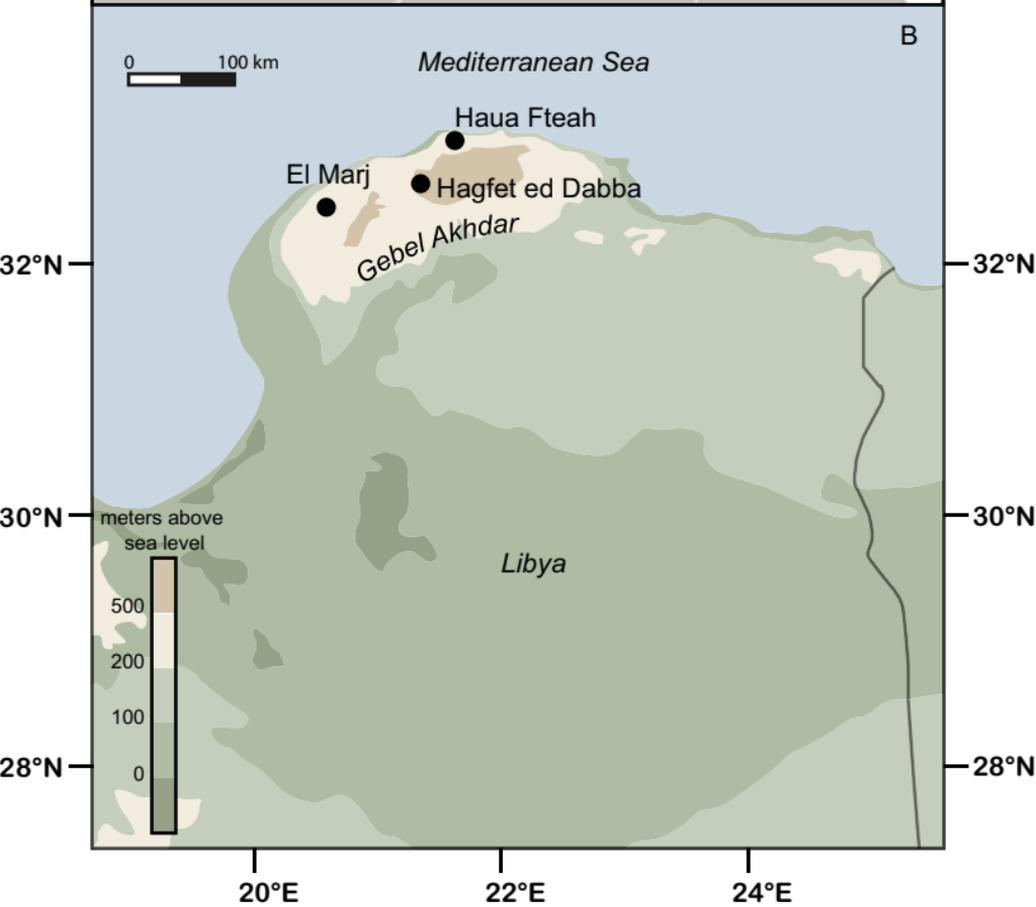 B
Mediterranean Sea
0 100 km
Haua Fteah
El Marj
Hagfet ed Dabba
Gebel Akhdar
32°N 32°N
30°N 30°N
meters above
sea level
Libya
500
200
100
0
28°N 28°N
20°E 22°E 24°E